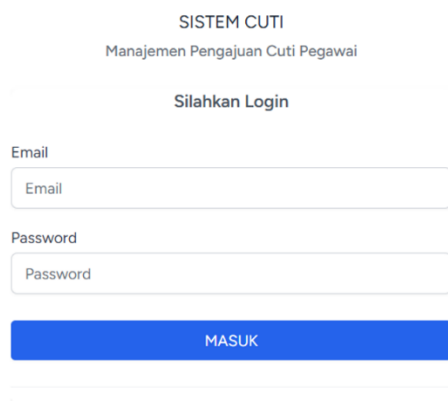 SISTEM CUTI
Manajemen Pengajuan Cuti Pegawai
Silahkan Login
Email
Email
Password
Password
MASUK